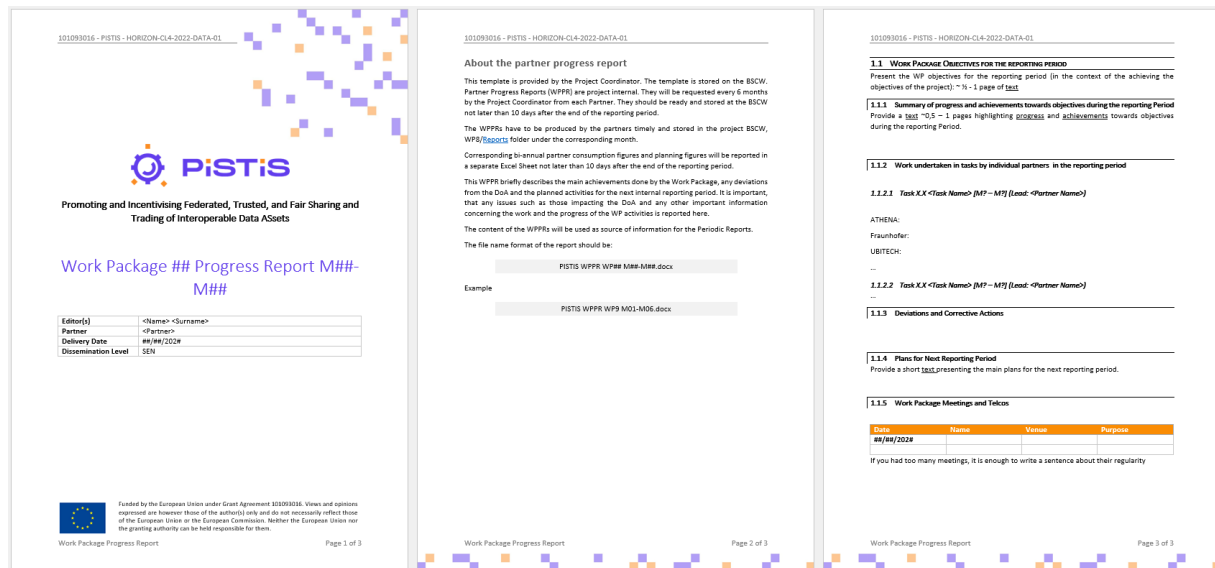 101093016 - PISTIS - HORIZON-CL4-2022-DATA-01
PiSTiS
Promoting and Incentivising Federated, Trusted, and Fair Sharing and
Trading of Interoperable Data ASsets
Work Package ## Progress Report M##-
M##
Editor(s) <Name> <Surname>
Partner <Partner>
Delivery Date ##/##/202#
Dissemination Level SEN
Funded by the European Union under Grant Agreement 101093016. Views and opinions
expressed are however those of the author(s) only and do not necessarily reflect those
of the European Union or the European Commission. Neither the European Union nor
the granting authority can be held responsible for them.
Work Package Progress Report Page 1 of 3
101093016 - PISTIS - HORIZON-CL4-2022-DATA-01
About the partner progress report
This template is provided by the Project Coordinator. The template is stored on the BSCW.
Partner Progress Reports (WPPR) are project internal. They will be requested every 6 months
by the Project Coordinator from each Partner. They should be ready and stored at the BSCW
not later than 10 days after the end of the reporting period.
The WPPRs have to be produced by the partners timely and stored in the project BSCW,
WP8/Reports folder under the corresponding month.
Corresponding bi-annual partner consumption figures and planning figures will be reported in
a separate Excel Sheet not later than 10 days after the end of the reporting period.
This WPPR briefly describes the main achievements done by the Work Package, any deviations
from the DoA and the planned activities for the next internal reporting period. It is important,
that any issues such as those impacting the DoA and any other important information
concerning the work and the progress of the WP activities is reported here.
The content of the WPPRs will be used as source of information for the Periodic Reports.
The file name format of the report should be:
PISTIS WPPR WP## M##-M##.docx
Example
PISTIS WPPR WP9 M01-M06.docx
Work Package Progress Report Page 2 of 3
101093016 - PISTIS - HORIZON-CL4-2022-DATA-01
1.1 WORK PACKAGE OBJECTIVES FOR THE REPORTING PERIOD
Present the WP objectives for the reporting period (in the context of the achieving the
objectives of the project): ~ ½ - 1 page of text
1.1.1 Summary of progress and achievements towards objectives during the reporting Period
Provide a text ~0,5 – 1 pages highlighting progress and achievements towards objectives
during the reporting Period.
1.1.2 Work undertaken in tasks by individual partners in the reporting period
1.1.2.1 Task X.X <Task Name> [M? – M?] (Lead: <Partner Name>)
ATHENA:
Fraunhofer:
UBITECH:
...
1.1.2.2 Task X.X <Task Name> [M? – M?] (Lead: <Partner Name>)
...
1.1.3 Deviations and Corrective Actions
1.1.4 Plans for Next Reporting Period
Provide a short text presenting the main plans for the next reporting period.
1.1.5 Work Package Meetings and Telcos
Date Name Venue Purpose
##/##/202#
If you had too many meetings, it is enough to write a sentence about their regularity
Work Package Progress Report Page 3 of 3